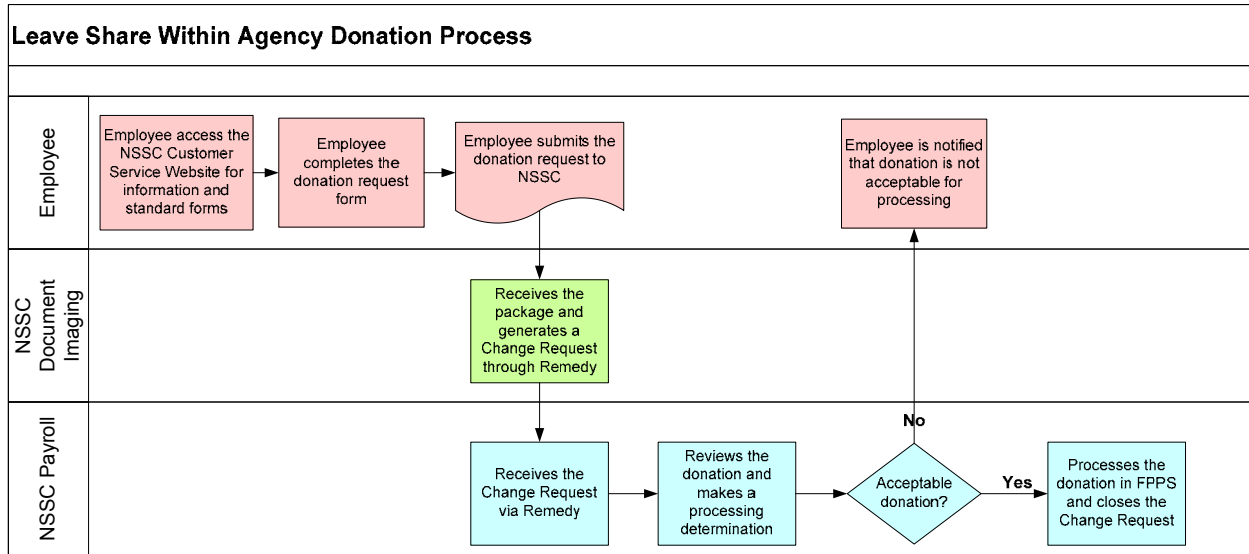 Leave Share Within Agency Donation Process
Employee
Employee access the
NSSC Customer
Service Website for
information and
standard forms
Employee
completes the
donation request
form
Employee submits the
donation request to
NSSC
Employee is notified
that donation is not
acceptable for
processing
NSSC
Document
Imaging
Receives the
package and
generates a
Change Request
through Remedy
NSSC Payroll
Receives the
Change Request
via Remedy
Reviews the
donation and
makes a
processing
determination
Acceptable
donation?
No
Yes
Processes the
donation in FPPS
and closes the
Change Request